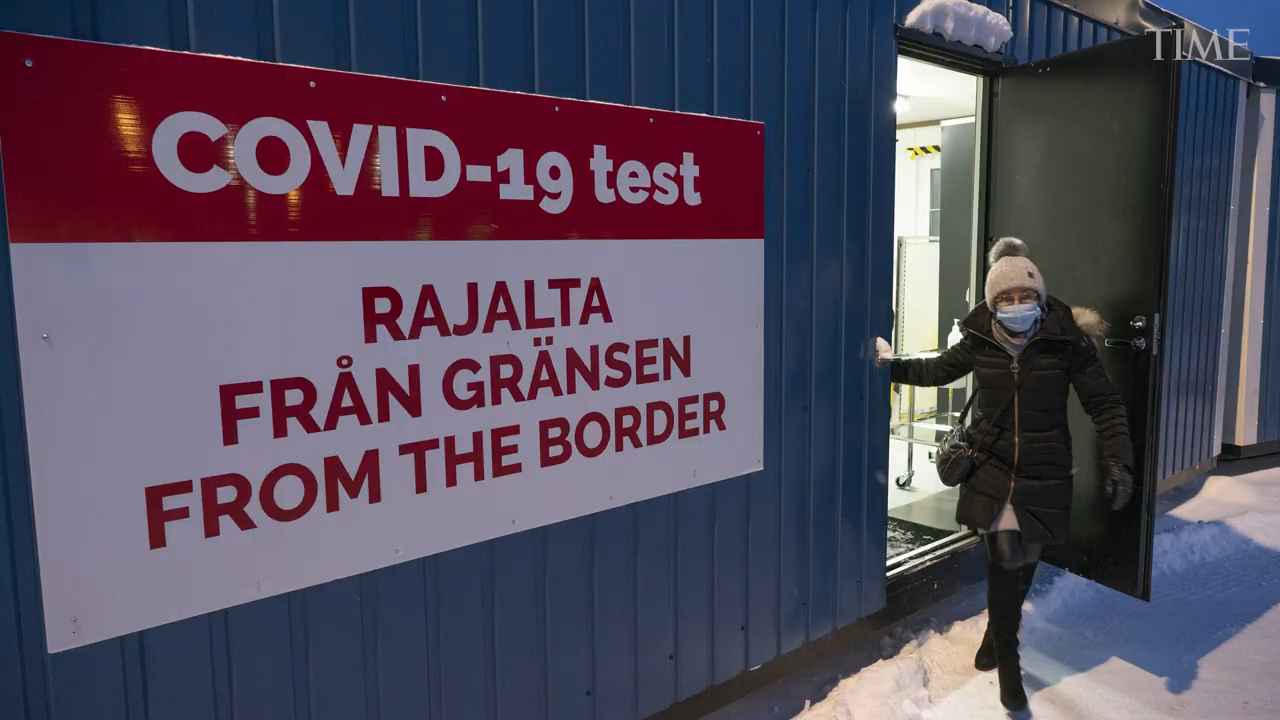 TIME
COVID-19 test
RAJALTA
FRÅN GRÄNSEN
FROM THE BORDER